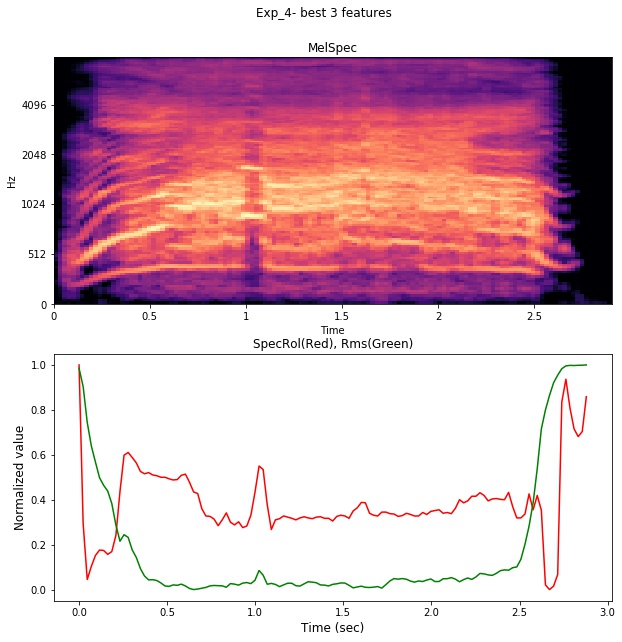 Exp_4- best 3 features
MelSpec
4096
2048
1024
512
0
Hz
0 0.5 1 1.5 2 2.5
Time
SpecRol(Red), Rms(Green)
1.0
0.8
0.6
0.4
0.2
0.0
Normalized value
0.0 0.5 1.0 1.5 2.0 2.5 3.0
Time (sec)